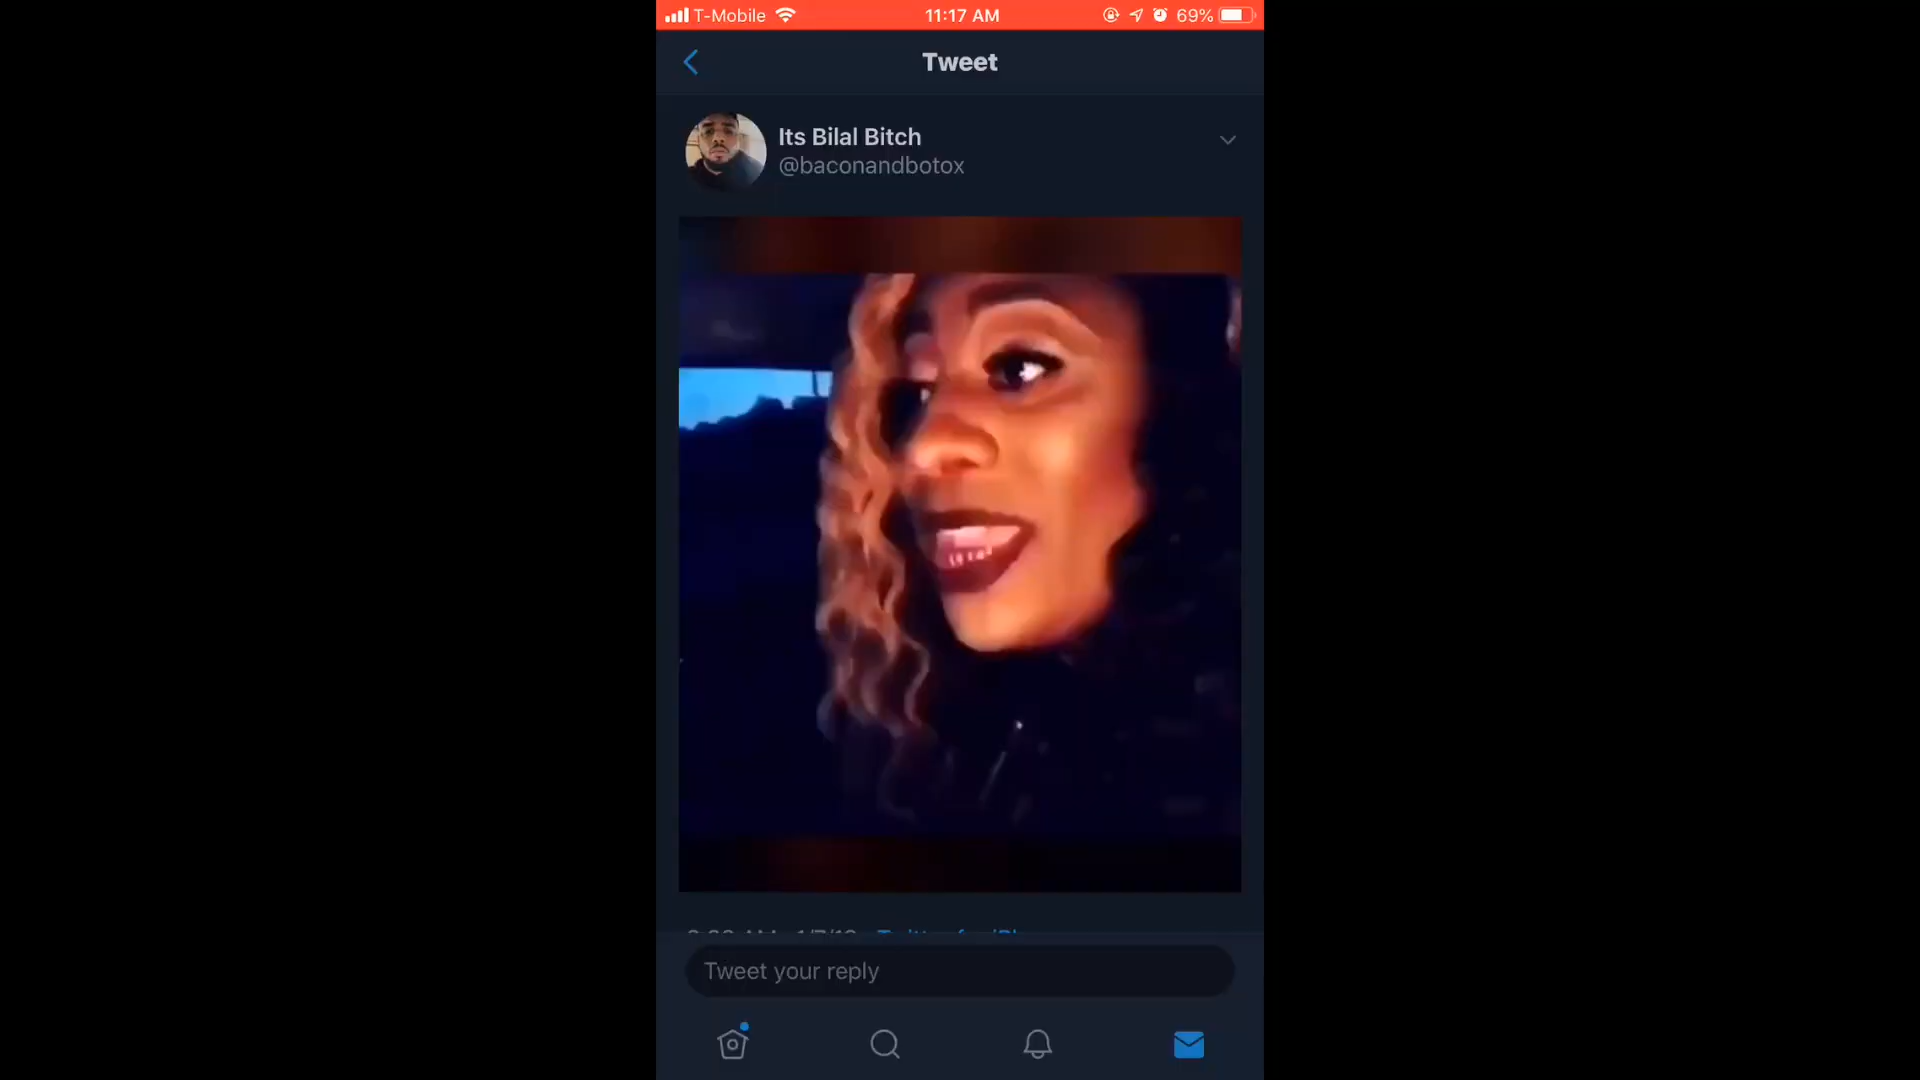 T-Mobile 11:17 AM 69%
Tweet
Its Bilal Bitch
@baconandbotox
Tweet your reply